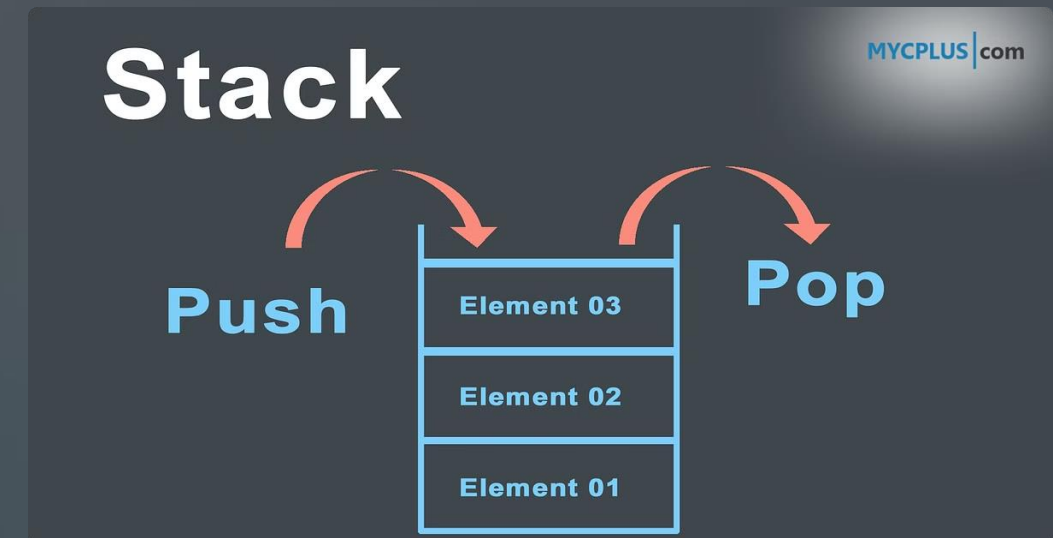 Stack
MYCPLUS|com
Push
Pop
Element 03
Element 02
Element 01